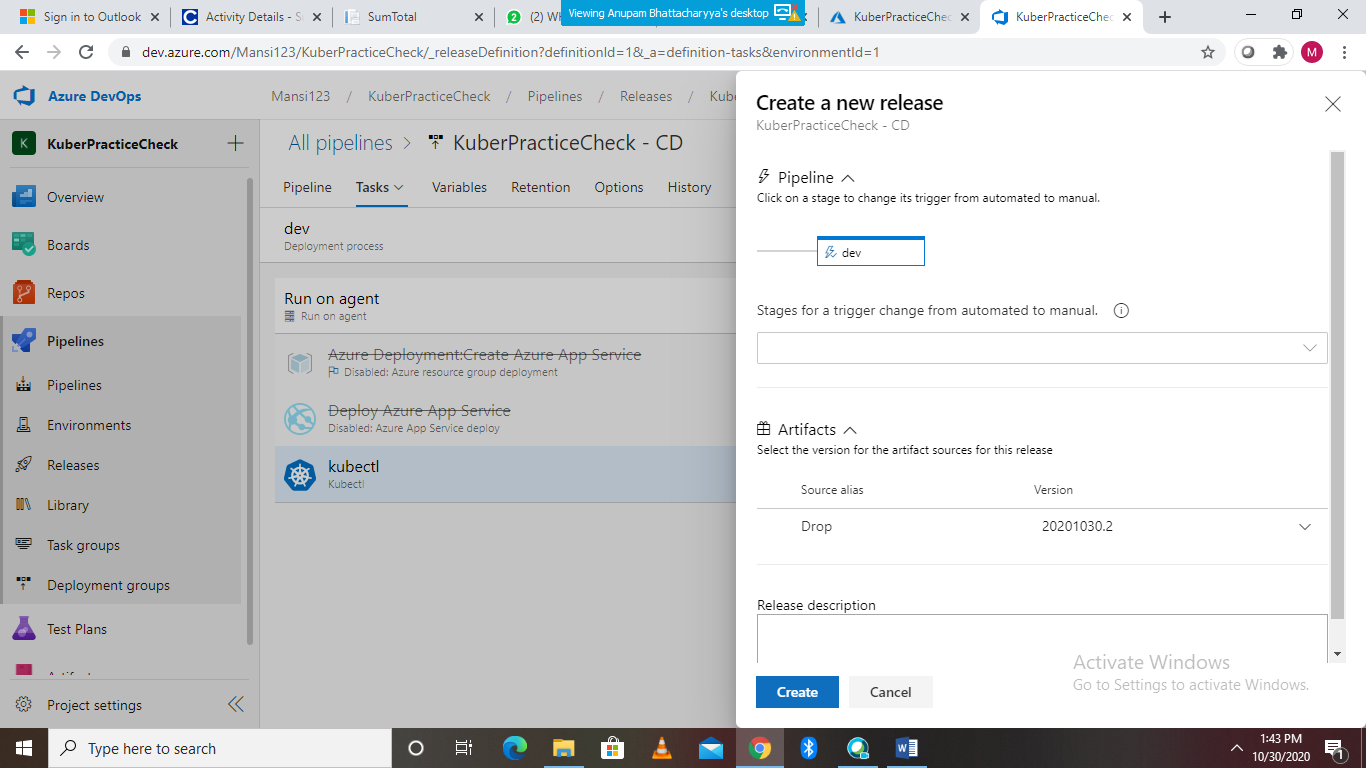 Sign in to Outlook
Activity Details - S
SumTotal
(2) Wh
Viewing Anupam Bhattacharyya's desktop
KuberPracticeChec
KuberPracticeChec
dev.azure.com/Mansi123/KuberPracticeCheck/_releaseDefinition?definitionId=1&_a=definition-tasks&environmentId=1
M
Azure DevOps
Mansi123 / KuberPracticeCheck / Pipelines / Releases / Kube
K KuberPracticeCheck
Overview
Boards
Repos
Pipelines
Pipelines
Environments
Releases
Library
Task groups
Deployment groups
Test Plans
Project settings
All pipelines > KuberPracticeCheck - CD
Pipeline Tasks Variables Retention Options History
dev
Deployment process
Run on agent
Run on agent
Azure Deployment:Create Azure App Service
Disabled: Azure resource group deployment
Deploy Azure App Service
Disabled: Azure App Service deploy
kubectl
Kubectl
Create a new release
KuberPracticeCheck - CD
Pipeline
Click on a stage to change its trigger from automated to manual.
dev
Stages for a trigger change from automated to manual.
Artifacts
Select the version for the artifact sources for this release
Source alias Version
Drop 20201030.2
Release description
Activate Windows
Go to Settings to activate Windows.
Create Cancel
Type here to search
1:43 PM
10/30/2020
1